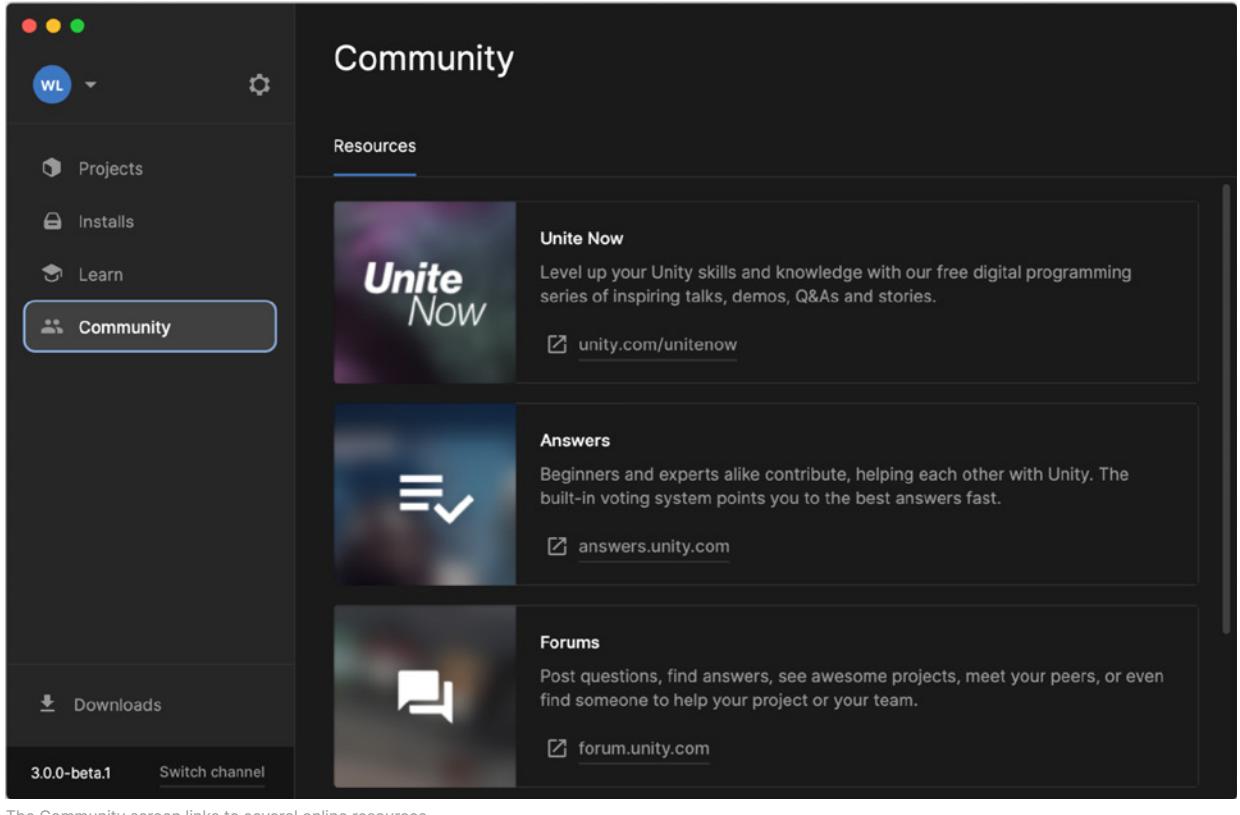 WL
Projects
Installs
Learn
Community
Downloads
3.0.0-beta.1
Switch channel
Community
Resources
Unite
Now
Unite Now
Level up your Unity skills and knowledge with our free digital programming
series of inspiring talks, demos, Q&As and stories.
unity.com/unitenow
Answers
Beginners and experts alike contribute, helping each other with Unity. The
built-in voting system points you to the best answers fast.
answers.unity.com
Forums
Post questions, find answers, see awesome projects, meet your peers, or even
find someone to help your project or your team.
forum.unity.com
The Community screen links to several online resources